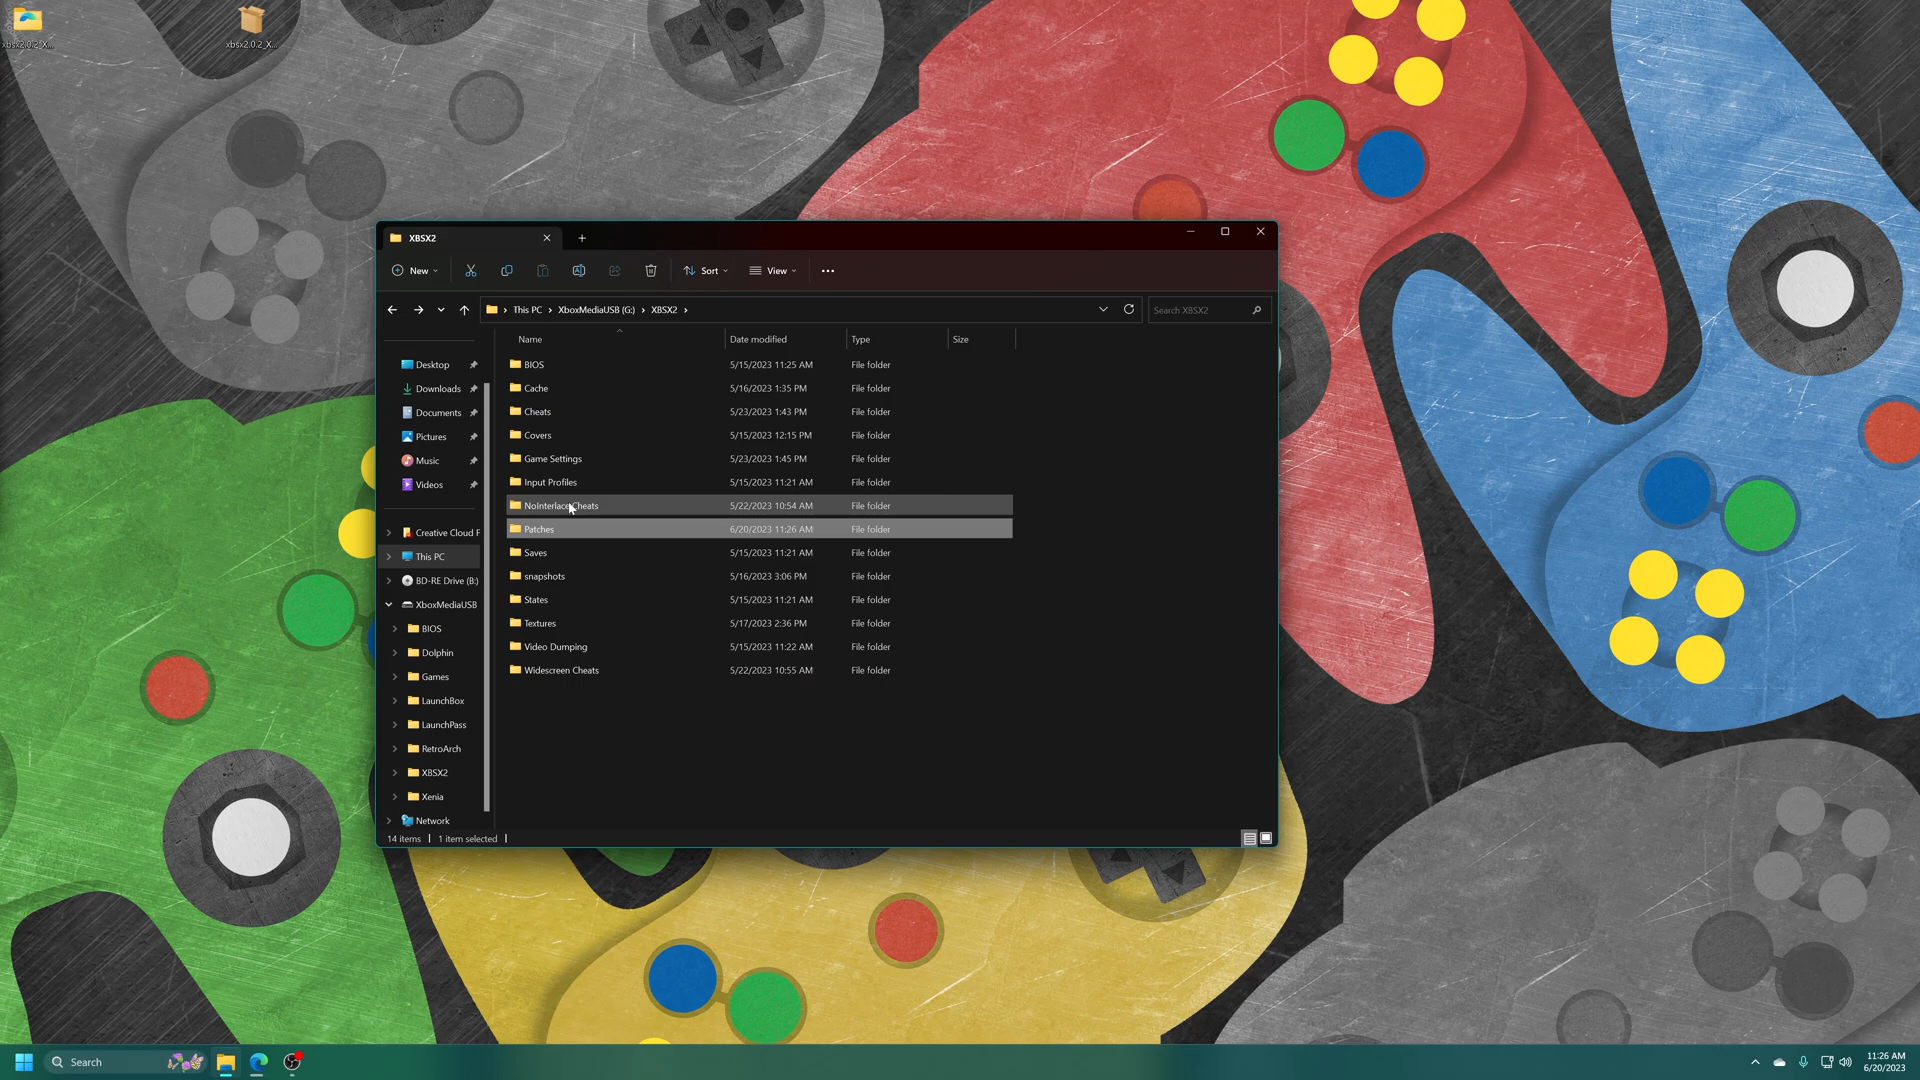 xbsx2.0.2_X...
xbsx2.0.2_X...
XBSX2
New
Sort
View
This PC
XboxMediaUSB (G:)
XBSX2
Search XBSX2
Name Date modified Type Size
Desktop
Downloads
Documents
Pictures
Music
Videos
Creative Cloud F
This PC
BD-RE Drive (B:)
XboxMediaUSB
BIOS
Dolphin
Games
LaunchBox
LaunchPass
RetroArch
XBSX2
Xenia
Network
BIOS 5/15/2023 11:25 AM File folder
Cache 5/16/2023 1:35 PM File folder
Cheats 5/23/2023 1:43 PM File folder
Covers 5/15/2023 12:15 PM File folder
Game Settings 5/23/2023 1:45 PM File folder
Input Profiles 5/15/2023 11:21 AM File folder
NoInterlaceCheats 5/22/2023 10:54 AM File folder
Patches 6/20/2023 11:26 AM File folder
Saves 5/15/2023 11:21 AM File folder
snapshots 5/16/2023 3:06 PM File folder
States 5/15/2023 11:21 AM File folder
Textures 5/17/2023 2:36 PM File folder
Video Dumping 5/15/2023 11:22 AM File folder
Widescreen Cheats 5/22/2023 10:55 AM File folder
14 items
1 item selected
Search
11:26 AM
6/20/2023